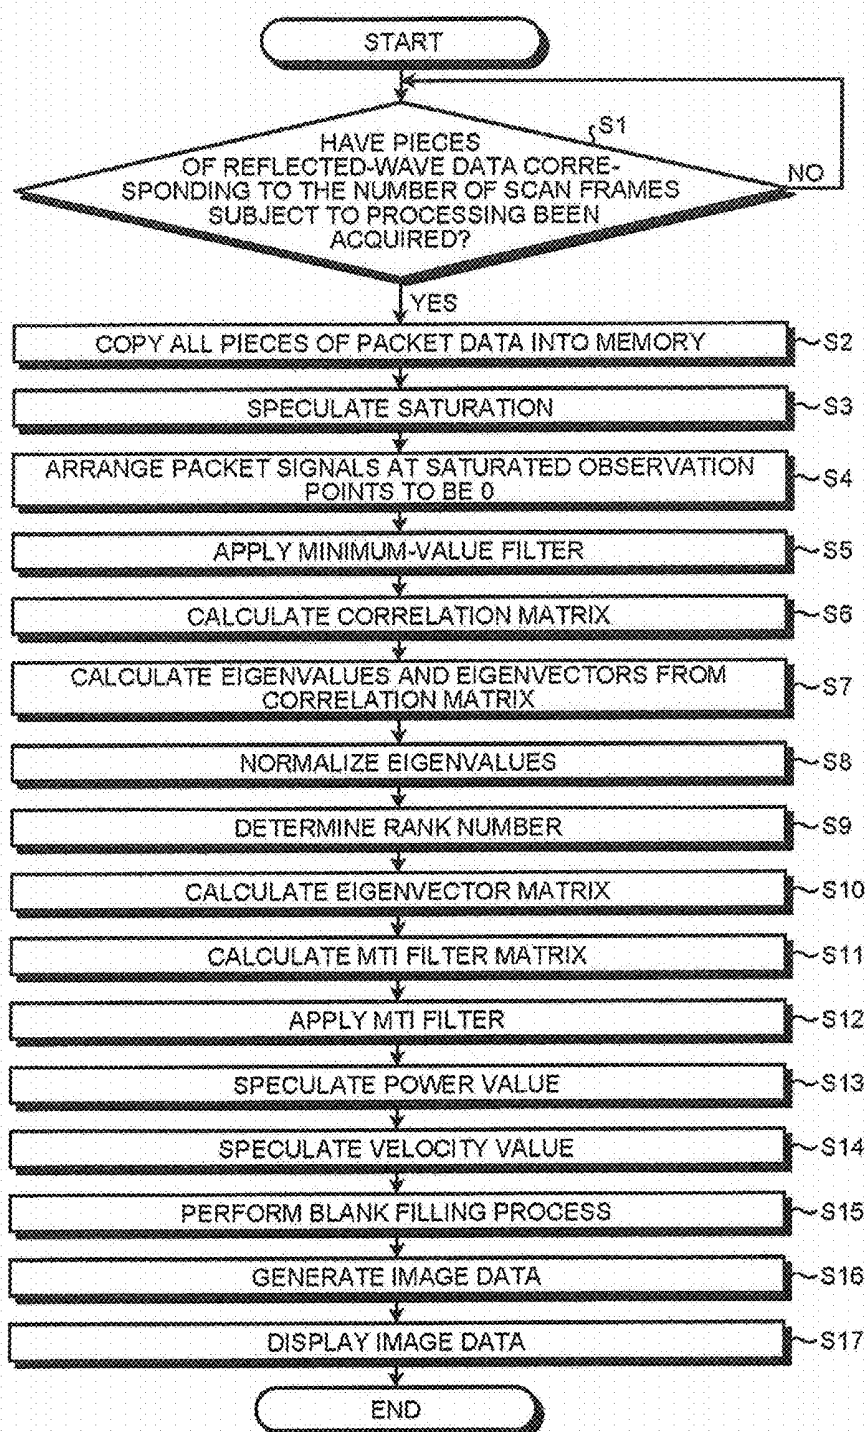 START
S1
HAVE PIECES
OF REFLECTED-WAVE DATA CORRE-
SPONDING TO THE NUMBER OF SCAN FRAMES
SUBJECT TO PROCESSING BEEN
ACQUIRED?
NO
YES
COPY ALL PIECES OF PACKET DATA INTO MEMORY
S2
SPECULATE SATURATION
S3
ARRANGE PACKET SIGNALS AT SATURATED OBSERVATION
POINTS TO BE 0
S4
APPLY MINIMUM-VALUE FILTER
S5
CALCULATE CORRELATION MATRIX
S6
CALCULATE EIGENVALUES AND EIGENVECTORS FROM
CORRELATION MATRIX
S7
NORMALIZE EIGENVALUES
S8
DETERMINE RANK NUMBER
S9
CALCULATE EIGENVECTOR MATRIX
S10
CALCULATE MTI FILTER MATRIX
S11
APPLY MTI FILTER
S12
SPECULATE POWER VALUE
S13
SPECULATE VELOCITY VALUE
S14
PERFORM BLANK FILLING PROCESS
S15
GENERATE IMAGE DATA
S16
DISPLAY IMAGE DATA
S17
END